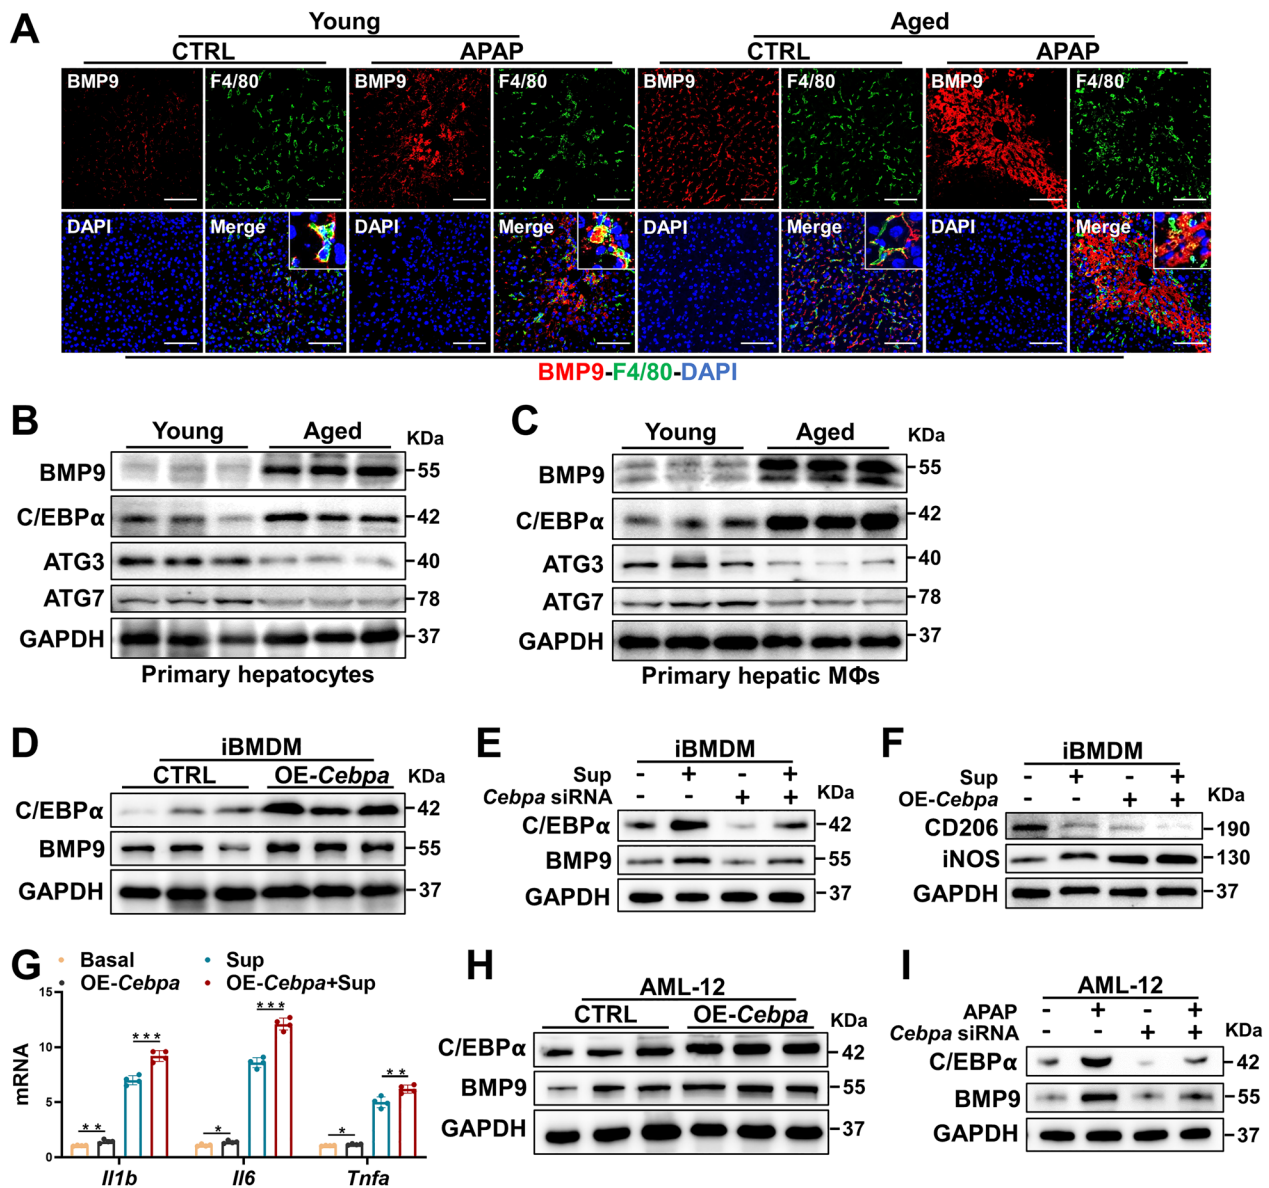 A
Young Aged
CTRL APAP CTRL APAP
BMP9 F4/80 BMP9 F4/80 BMP9 F4/80 BMP9 F4/80
DAPI Merge DAPI Merge DAPI Merge DAPI Merge
BMP9-F4/80-DAPI
B
Young Aged KDa
BMP9 55
C/EBPα 42
ATG3 40
ATG7 78
GAPDH 37
Primary hepatocytes
C
Young Aged KDa
BMP9 55
C/EBPα 42
ATG3 40
ATG7 78
GAPDH 37
Primary hepatic MΦs
D
iBMDM
CTRL OE-Cebpa KDa
C/EBPα 42
BMP9 55
GAPDH 37
E
iBMDM
Sup - + - +
Cebpa siRNA - - + + KDa
C/EBPα 42
BMP9 55
GAPDH 37
F
iBMDM
Sup - + - +
OE-Cebpa - - + + KDa
CD206 190
iNOS 130
GAPDH 37
G
Basal Sup
OE-Cebpa OE-Cebpa+Sup
mRNA
15
10
5
0
** *** * *** * **
Il1b Il6 Tnfa
H
AML-12
CTRL OE-Cebpa KDa
C/EBPα 42
BMP9 55
GAPDH 37
I
AML-12
APAP - + - +
Cebpa siRNA - - + + KDa
C/EBPα 42
BMP9 55
GAPDH 37